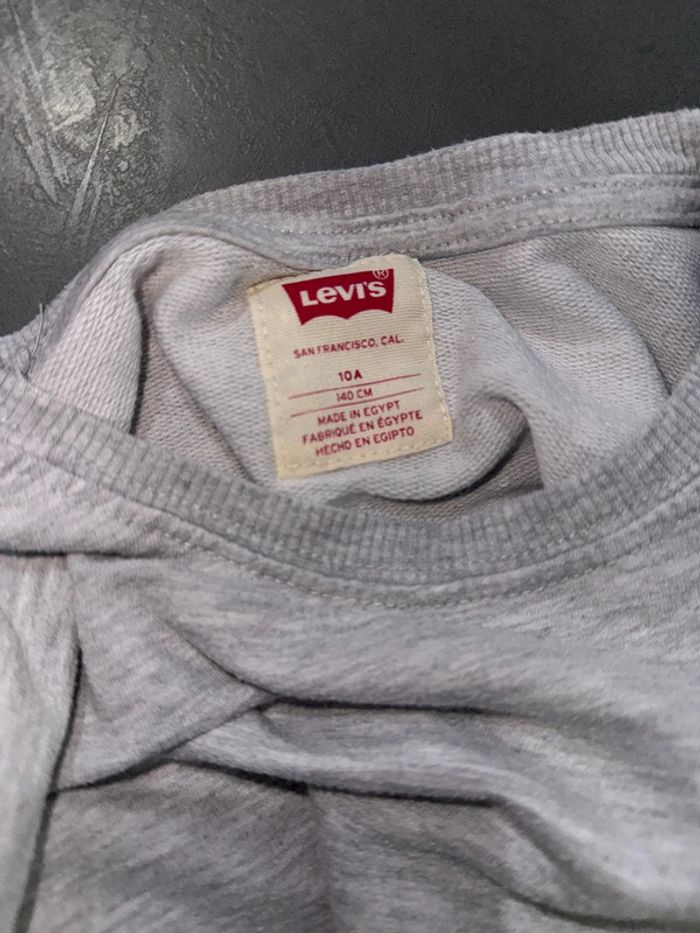 Levi's®
SAN FRANCISCO, CAL.
10A
140 CM
MADE IN EGYPT
FABRIQUÉ EN ÉGYPTE
HECHO EN EGIPTO